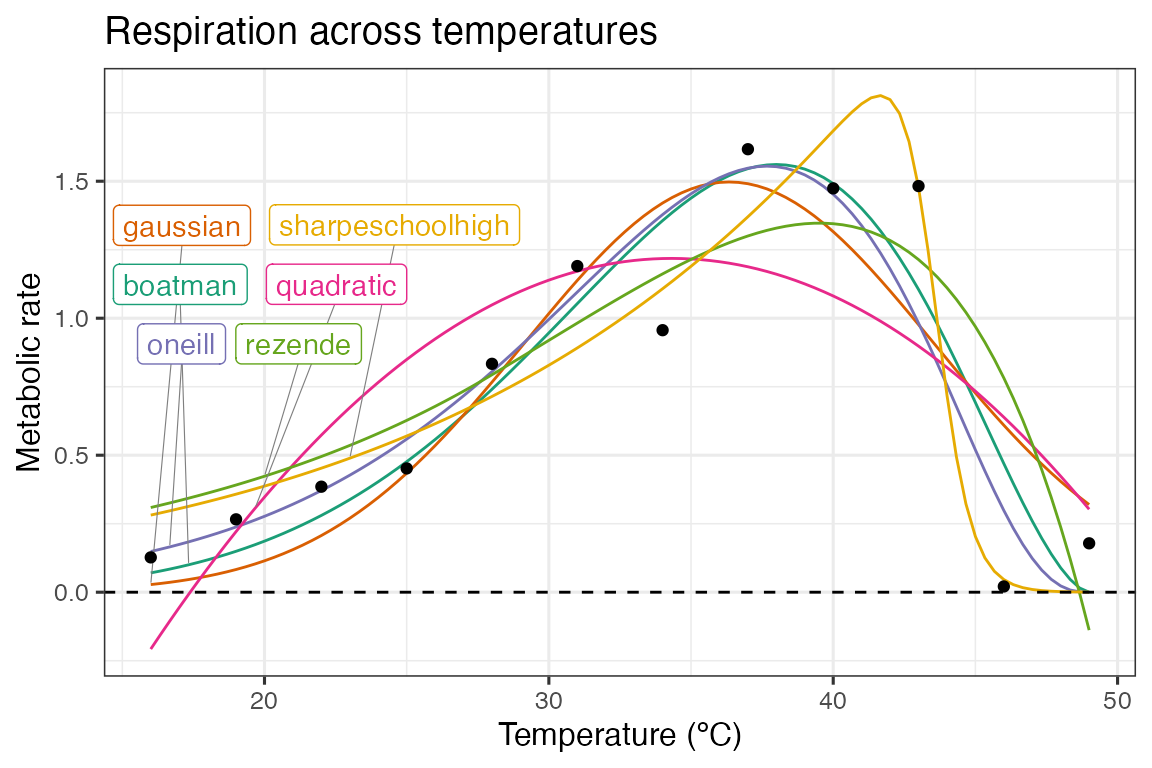 Respiration across temperatures
Metabolic rate
1.5
1.0
0.5
0.0
gaussian
sharpeschoolhigh
boatman
quadratic
oneill
rezende
20
30
40
50
Temperature (ºC)